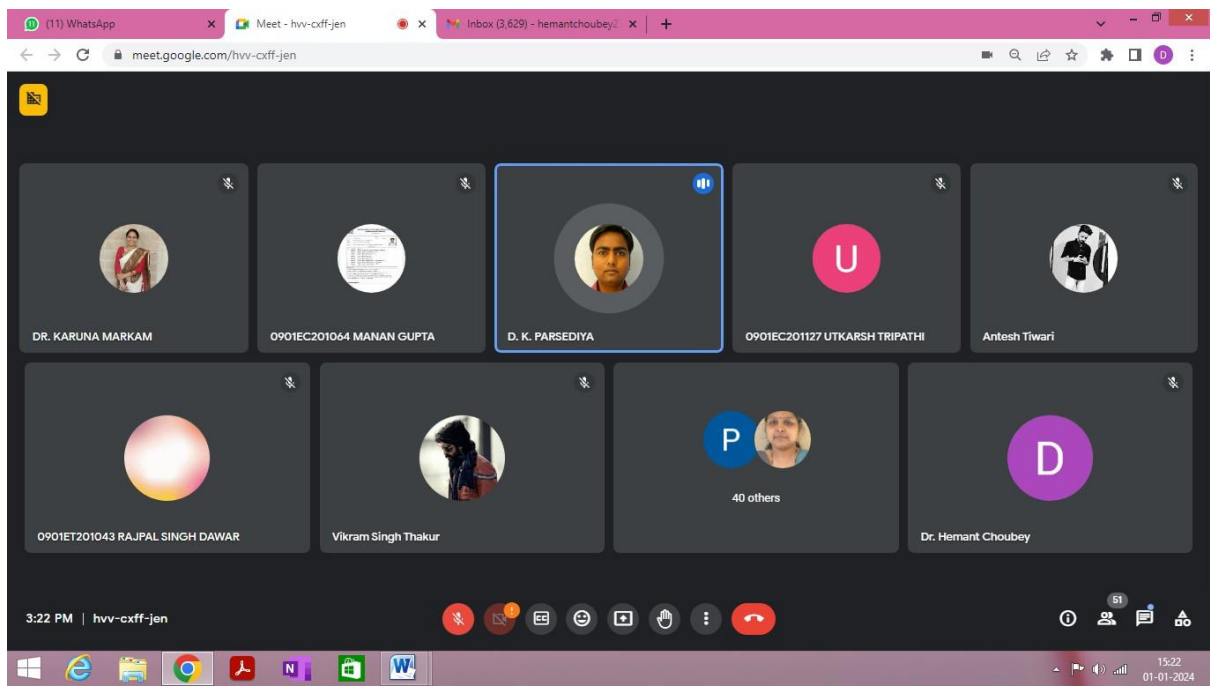 (11) WhatsApp
Meet - hvv-cxff-jen
Inbox (3,629) - hemantchoubey2
meet.google.com/hvv-cxff-jen
D
U
DR. KARUNA MARKAM
0901EC201064 MANAN GUPTA
D. K. PARSEDIYA
0901EC201127 UTKARSH TRIPATHI
Antesh Tiwari
P
D
40 others
0901ET201043 RAJPAL SINGH DAWAR
Vikram Singh Thakur
Dr. Hemant Choubey
51
3:22 PM | hvv-cxff-jen
CC
N
W
15:22
01-01-2024